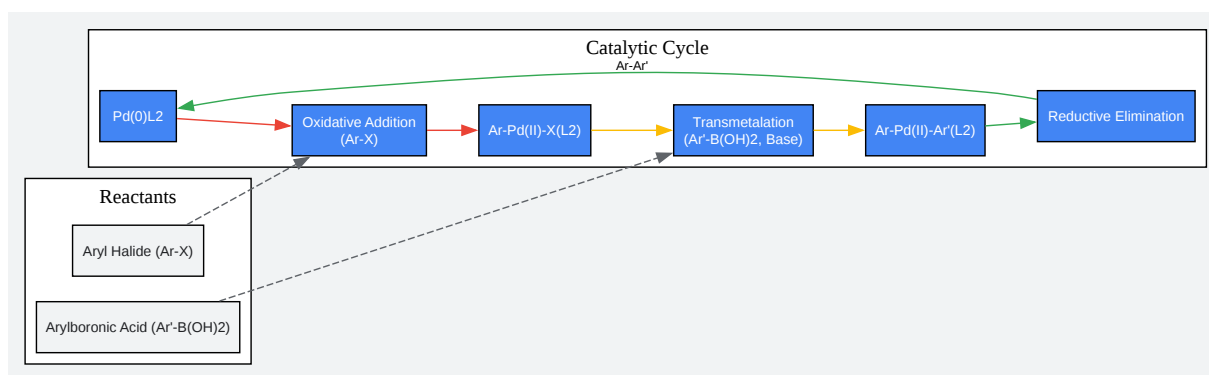 Catalytic Cycle
Ar-Ar'
Pd(0)L2
Oxidative Addition
(Ar-X)
Ar-Pd(II)-X(L2)
Transmetalation
(Ar'-B(OH)2, Base)
Ar-Pd(II)-Ar'(L2)
Reductive Elimination
Reactants
Aryl Halide (Ar-X)
Arylboronic Acid (Ar'-B(OH)2)